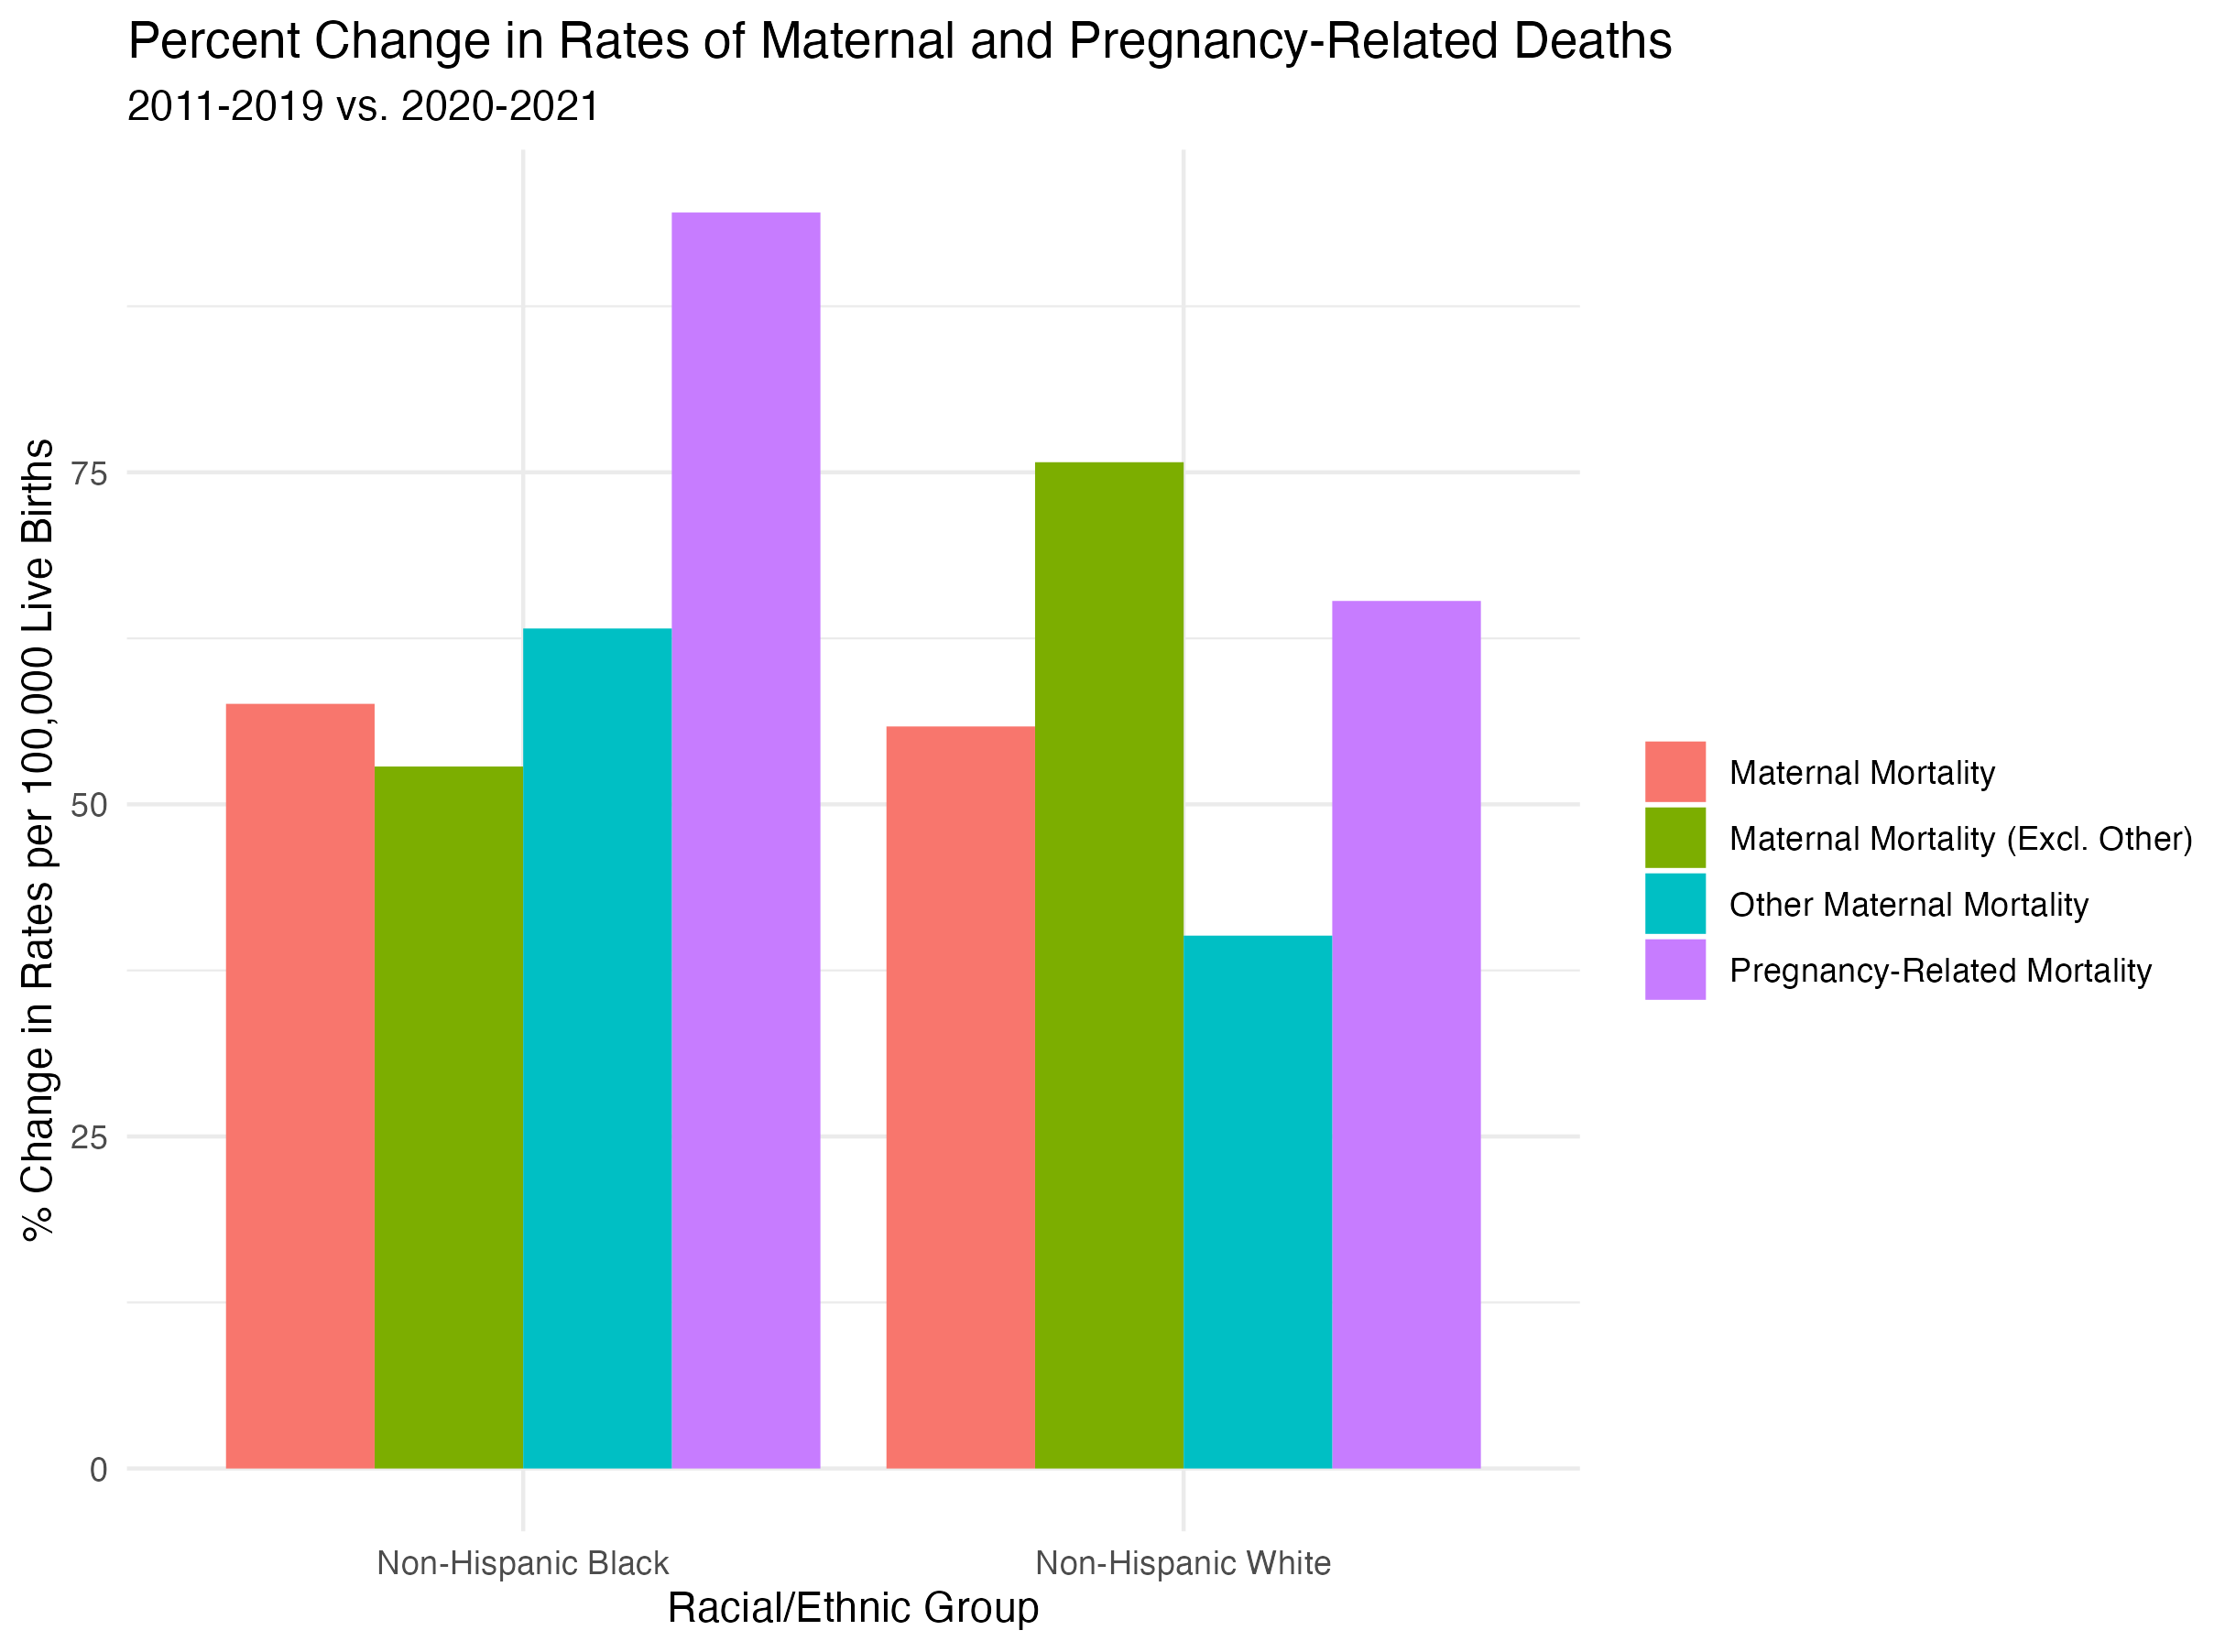 Percent Change in Rates of Maternal and Pregnancy-Related Deaths
2011-2019 vs. 2020-2021
% Change in Rates per 100,000 Live Births
75
50
25
0
Non-Hispanic Black
Non-Hispanic White
Racial/Ethnic Group
Maternal Mortality
Maternal Mortality (Excl. Other)
Other Maternal Mortality
Pregnancy-Related Mortality